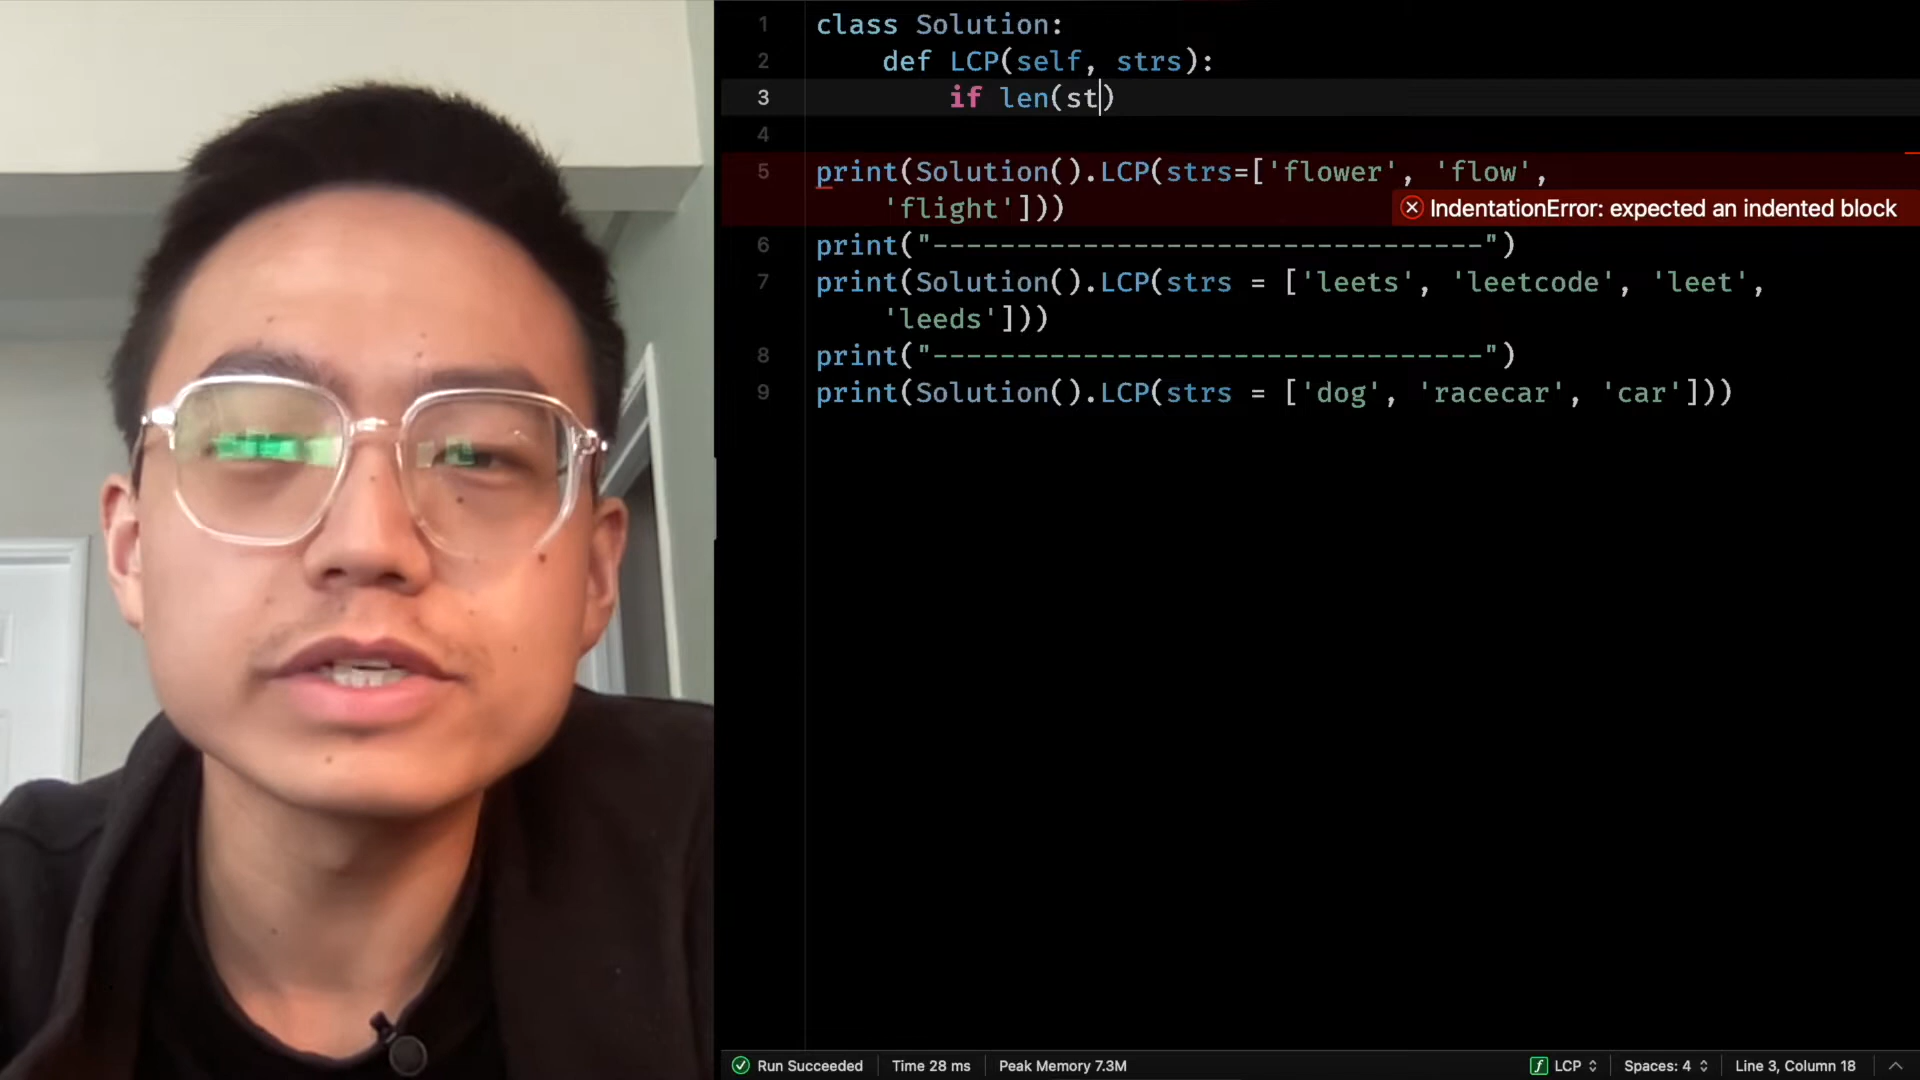 1 class Solution:
2 def LCP(self, strs):
3 if len(st)
4
5 print(Solution().LCP(strs=['flower', 'flow',
'flight']))
IndentationError: expected an indented block
6 print("---------------------------------")
7 print(Solution().LCP(strs = ['leets', 'leetcode', 'leet',
'leeds']))
8 print("---------------------------------")
9 print(Solution().LCP(strs = ['dog', 'racecar', 'car']))
Run Succeeded Time 28 ms Peak Memory 7.3M f LCP Spaces: 4 Line 3, Column 18